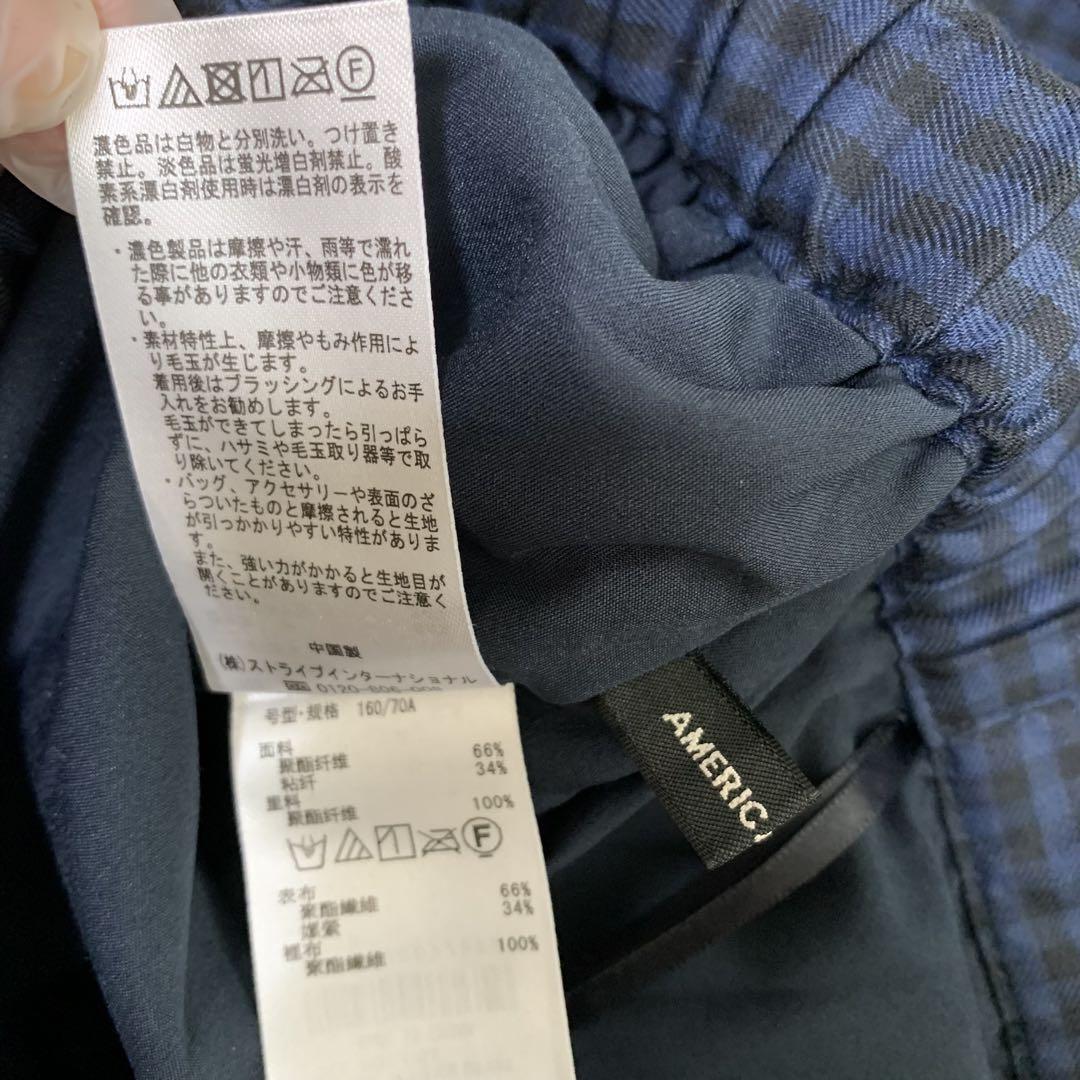 F
濃色品は白物と分別洗い。つけ置き
禁止。淡色品は蛍光増白剤禁止。酸
素系漂白剤使用時は漂白剤の表示を
確認。
・濃色製品は摩擦や汗、雨等で濡れ
た際に他の衣類や小物類に色が移
る事がありますのでご注意くださ
い。
・素材特性上、摩擦やもみ作用によ
り毛玉が生じます。
着用後はブラッシングによるお手
入れをお勧めします。
毛玉ができてしまったら引っぱら
ずに、ハサミや毛玉取り器等で取
り除いてください。
・バッグ、アクセサリーや表面のざ
らついたものと摩擦されると生地
が引っかかりやすい特性がありま
す。
また、強い力がかかると生地目が
開くことがありますのでご注意く
ださい。
中国製
(株)ストライプインターナショナル
0120-806-008
号型·规格 160/70A
面料 66%
聚酯纤维 34%
粘纤
里料 100%
聚酯纤维
F
表布 66%
聚酯纖維 34%
嫘縈
裡布 100%
聚酯纖維
AMERICA